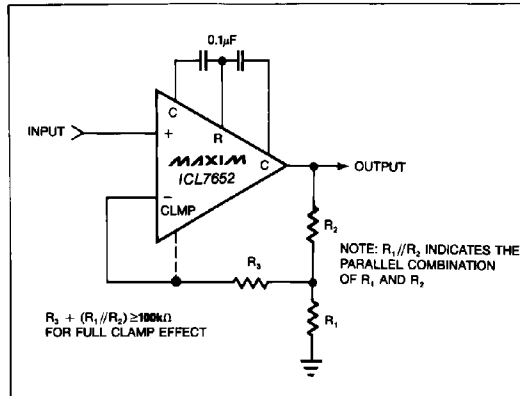 0.1µF
C
R
C
INPUT
+
MAXIM
ICL7652
−
CLMP
OUTPUT
R2
R3
R1
NOTE: R1//R2 INDICATES THE
PARALLEL COMBINATION
OF R1 AND R2
R3 + (R1//R2) ≥100kΩ
FOR FULL CLAMP EFFECT